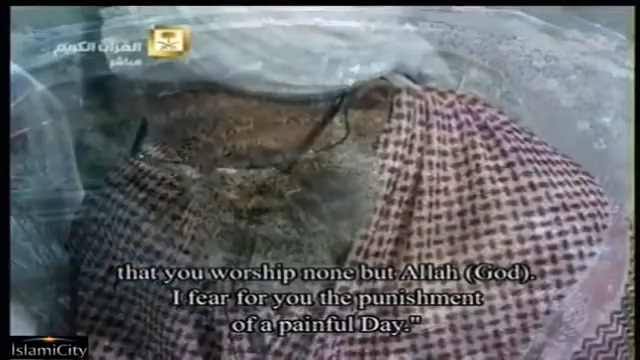 القرآن الكريم
مباشر
that you worship none but Allah (God).
I fear for you the punishment
of a painful Day."
IslamiCity